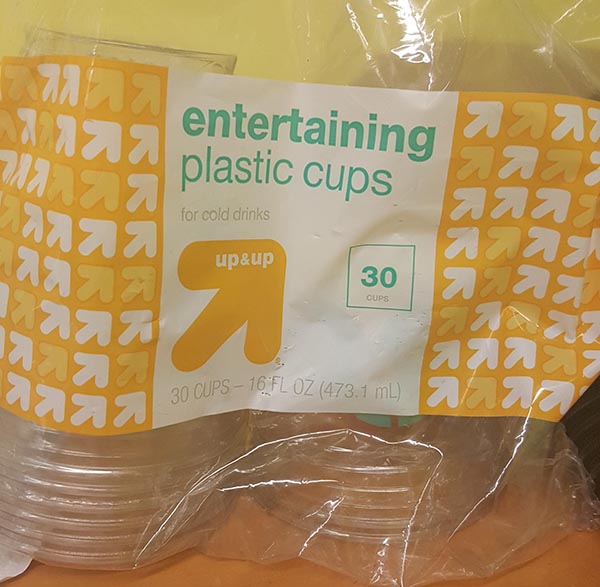 entertaining
plastic cups
for cold drinks
up&up
30
CUPS
30 CUPS – 16 FL OZ (473.1 mL)